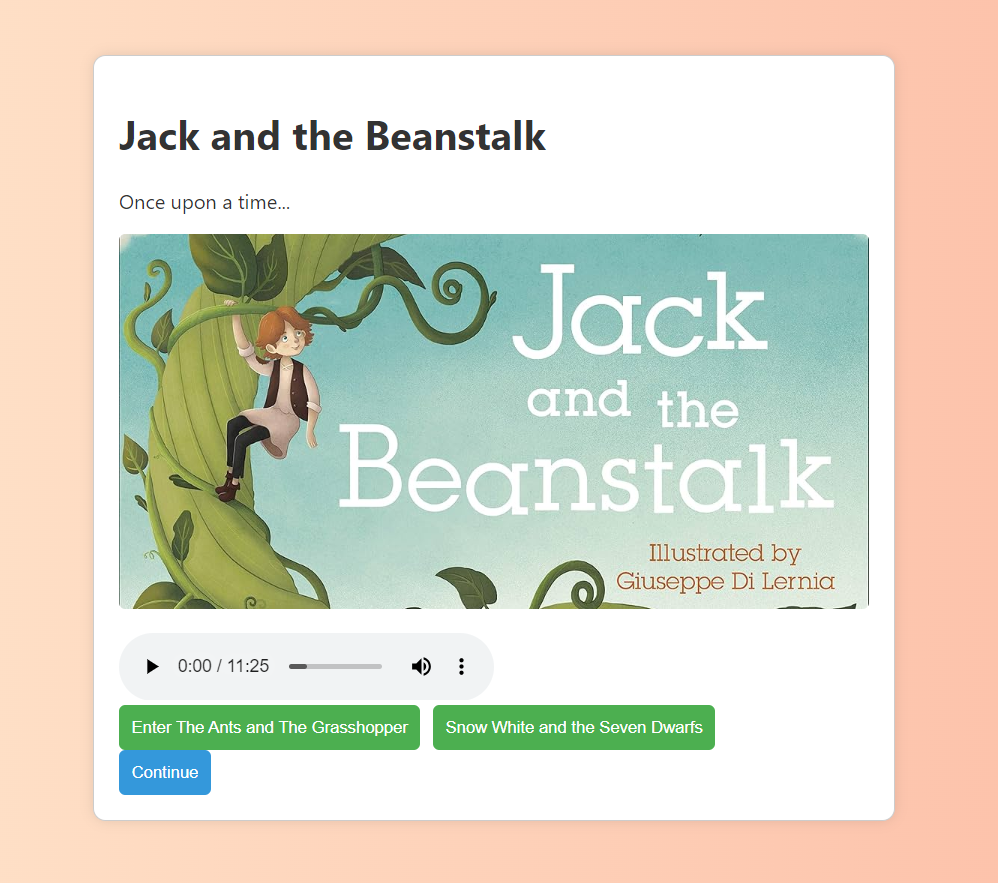 Jack and the Beanstalk
Once upon a time...
Jack
and the
Beanstalk
Illustrated by
Giuseppe Di Lernia
0:00 / 11:25
Enter The Ants and The Grasshopper
Snow White and the Seven Dwarfs
Continue